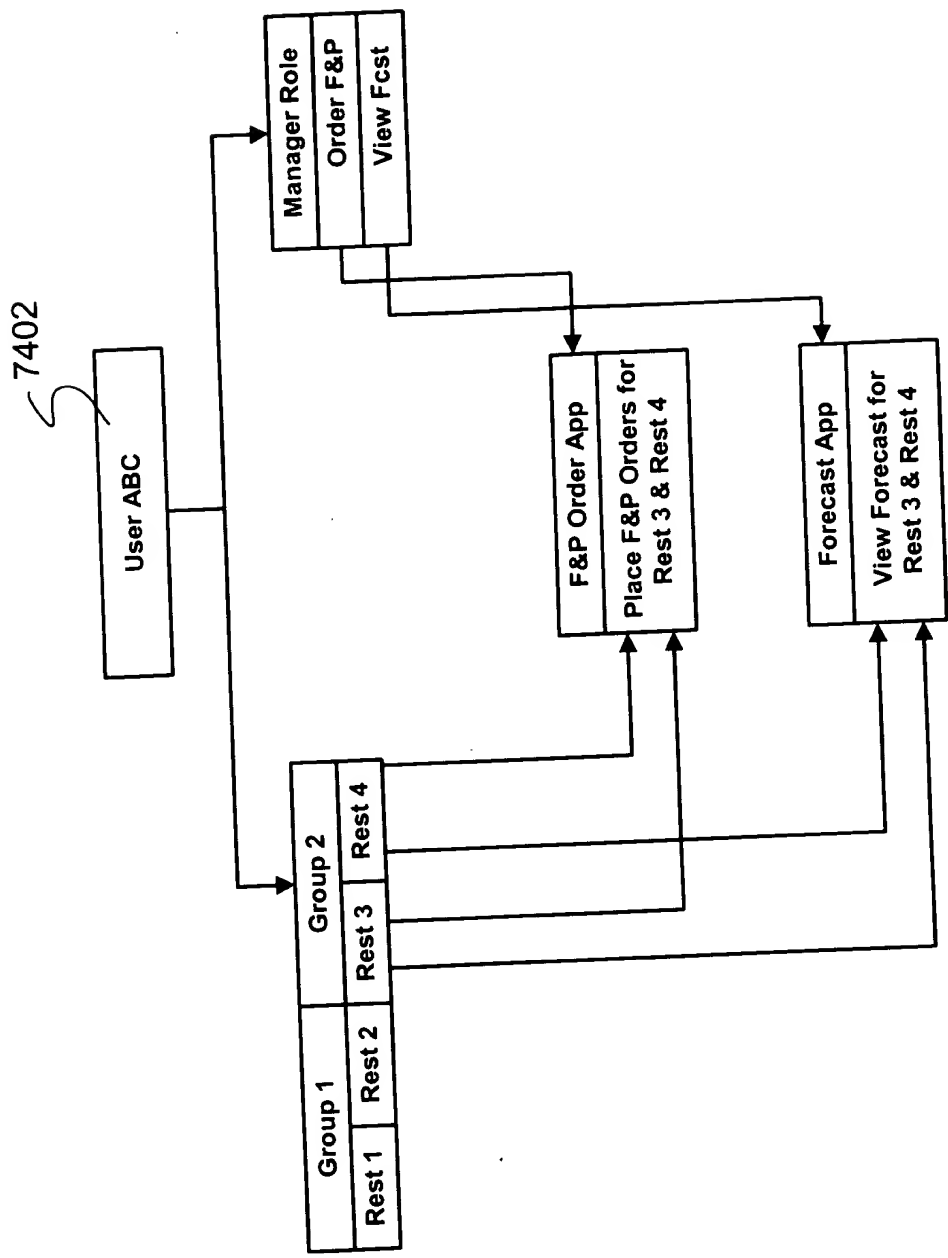 7402
User ABC
Manager Role
Order F&P
View Fcst
Group 1
Group 2
Rest 1
Rest 2
Rest 3
Rest 4
F&P Order App
Place F&P Orders for
Rest 3 & Rest 4
Forecast App
View Forecast for
Rest 3 & Rest 4